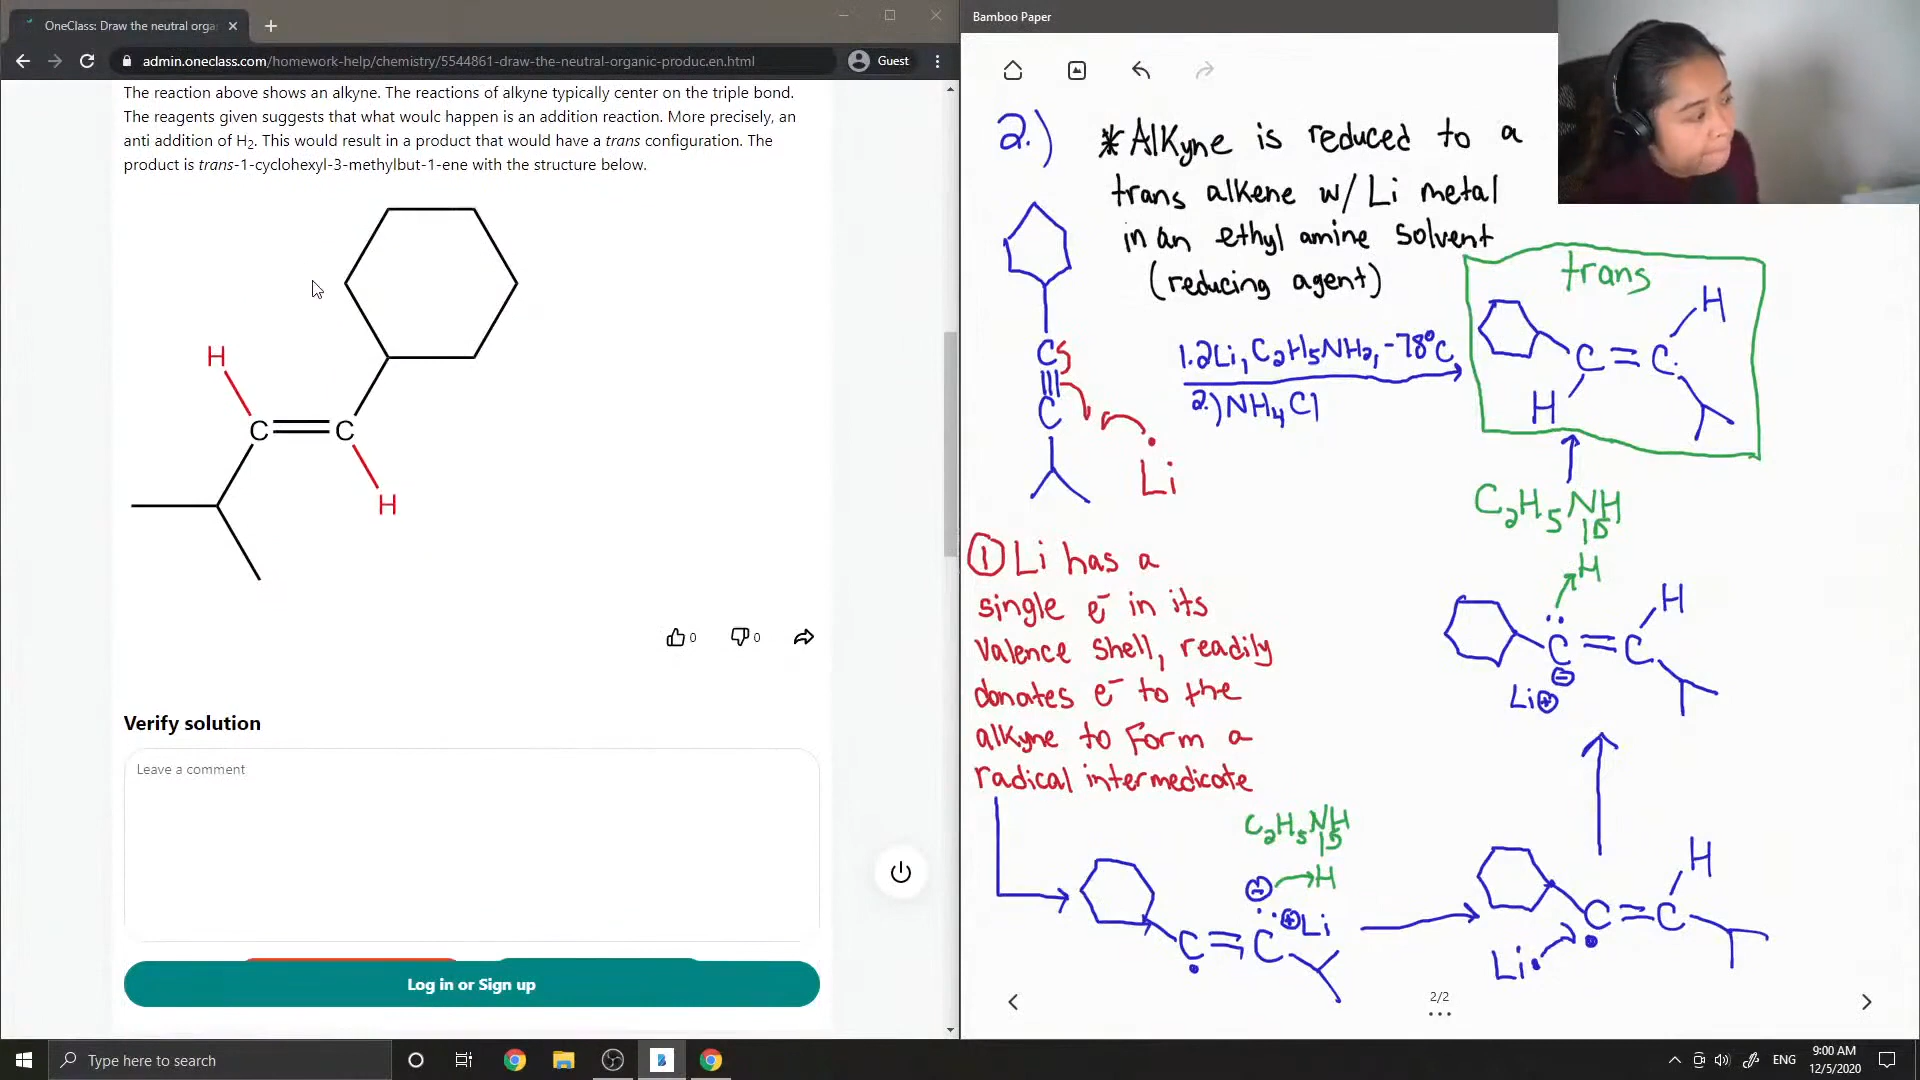 OneClass: Draw the neutral orga
Bamboo Paper
admin.oneclass.com/homework-help/chemistry/5544861-draw-the-neutral-organic-produc.en.html
Guest
The reaction above shows an alkyne. The reactions of alkyne typically center on the triple bond.
The reagents given suggests that what woulc happen is an addition reaction. More precisely, an
anti addition of H2. This would result in a product that would have a trans configuration. The
product is trans-1-cyclohexyl-3-methylbut-1-ene with the structure below.
H
C C
H
0 0
Verify solution
Leave a comment
Log in or Sign up
2.) *Alkyne is reduced to a
trans alkene w/ Li metal
in an ethyl amine solvent
(reducing agent)
C
C
Li
1. 2Li, C2H5NH2, -78°C
2.) NH4Cl
trans
H
C=C
H
C2H5NH
H
H
C=C
⊖
Li⊕
① Li has a
single e- in its
valence shell, readily
donates e- to the
alkyne to form a
radical intermedicate
C2H5NH
⊖ H
⊕Li
C=C
H
C=C
Li
2/2
Type here to search
ENG
9:00 AM
12/5/2020